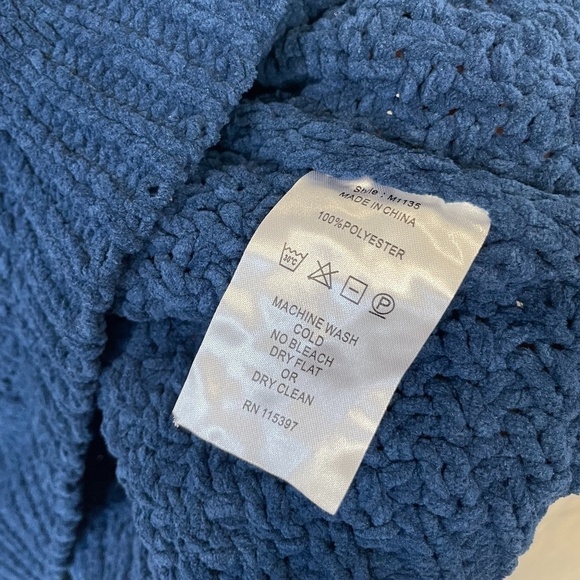 Style : M1135
MADE IN CHINA
100%POLYESTER
30°C P
MACHINE WASH
COLD
NO BLEACH
DRY FLAT
OR
DRY CLEAN
RN 115397